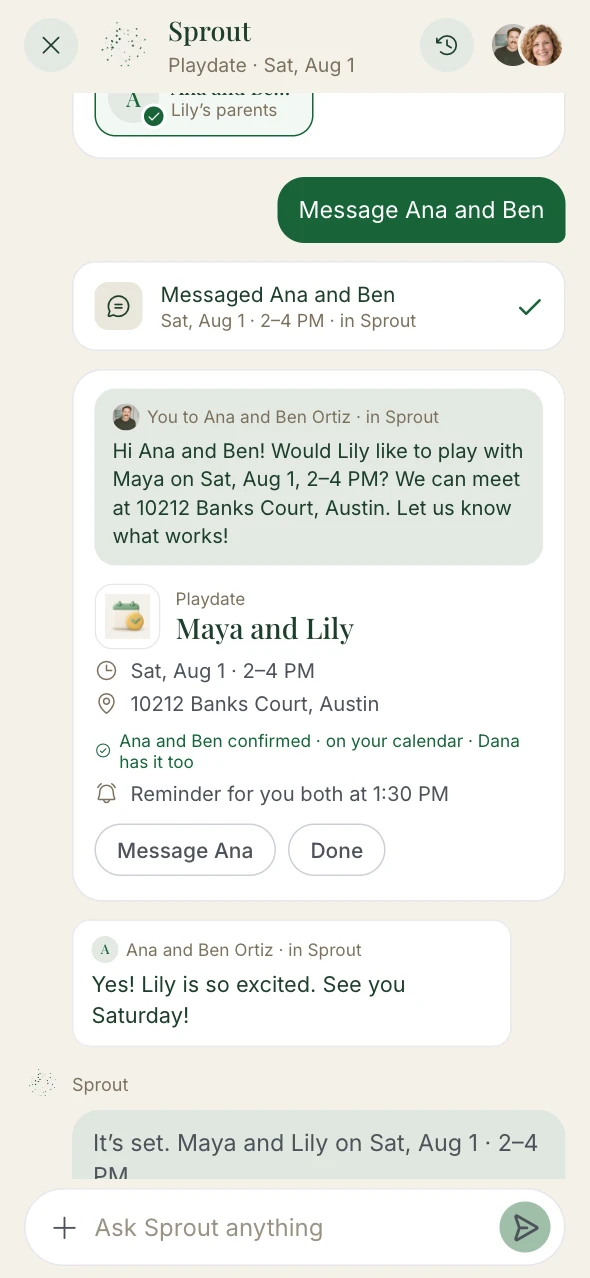 Sprout
Playdate · Sat, Aug 1
A
Lily's parents
Message Ana and Ben
Messaged Ana and Ben
Sat, Aug 1 · 2–4 PM · in Sprout
You to Ana and Ben Ortiz · in Sprout
Hi Ana and Ben! Would Lily like to play with
Maya on Sat, Aug 1, 2–4 PM? We can meet
at 10212 Banks Court, Austin. Let us know
what works!
Playdate
Maya and Lily
Sat, Aug 1 · 2–4 PM
10212 Banks Court, Austin
Ana and Ben confirmed · on your calendar · Dana
has it too
Reminder for you both at 1:30 PM
Message Ana
Done
A Ana and Ben Ortiz · in Sprout
Yes! Lily is so excited. See you
Saturday!
Sprout
It's set. Maya and Lily on Sat, Aug 1 · 2–4
PM
Ask Sprout anything